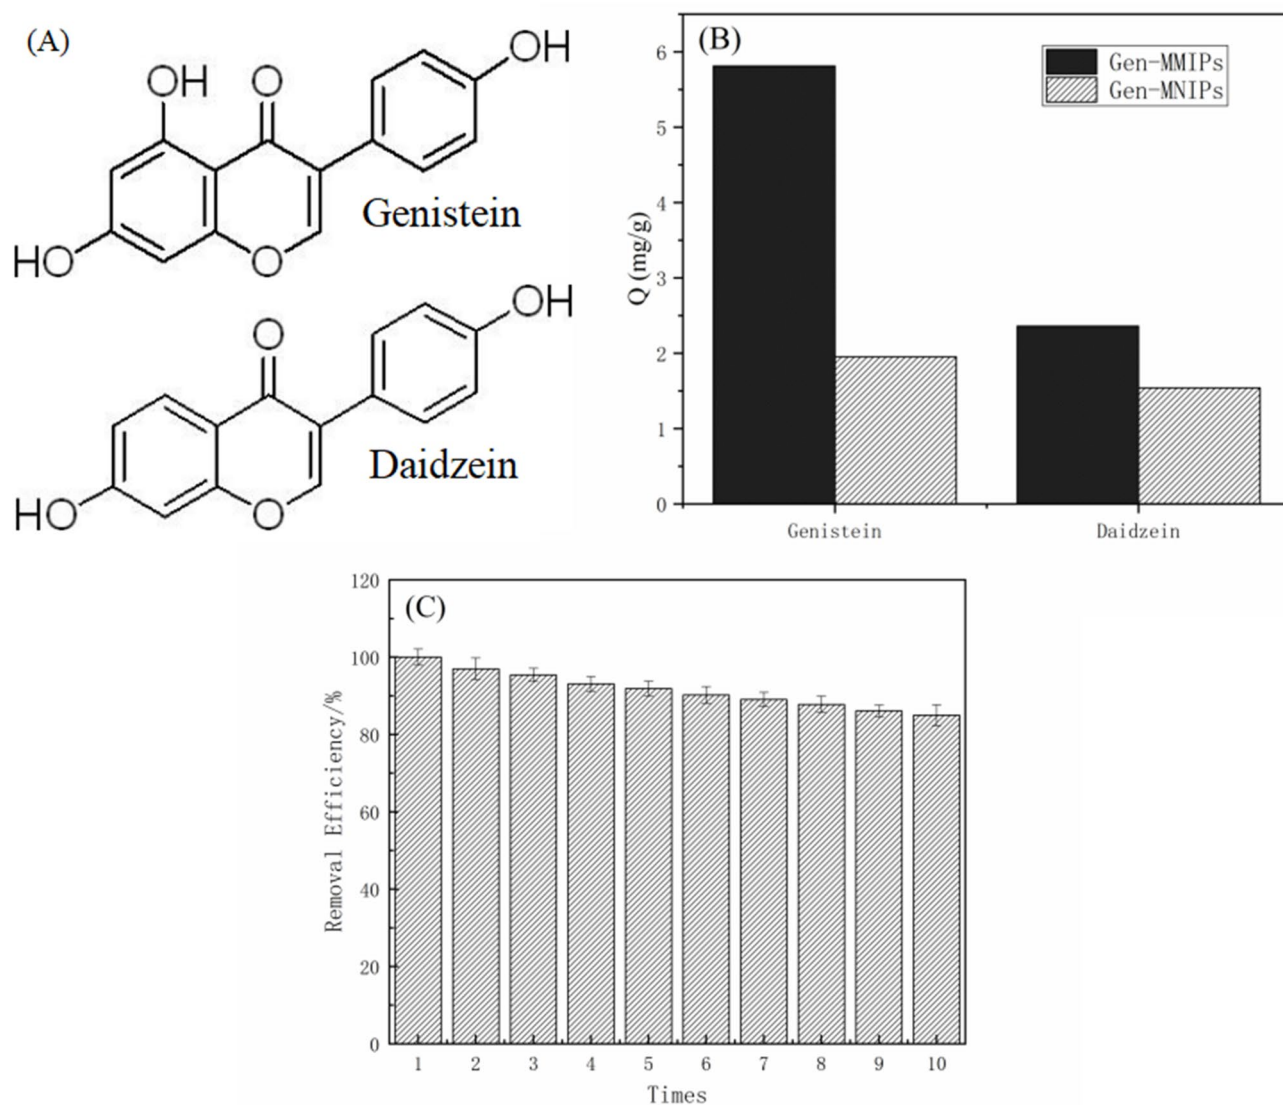 (A)
OH
OH
O
HO
O
Genistein
OH
O
HO
O
Daidzein
(B)
Gen-MMIPs
Gen-MNIPs
6
5
4
3
2
1
0
Q (mg/g)
Genistein
Daidzein
(C)
120
100
80
60
40
20
0
Removal Efficiency/%
1 2 3 4 5 6 7 8 9 10
Times